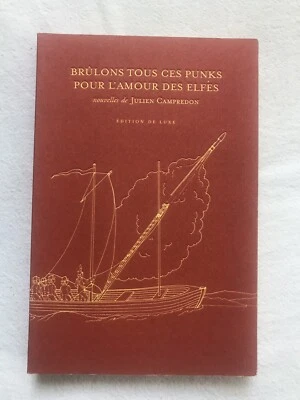 BRÛLONS TOUS CES PUNKS
POUR L'AMOUR DES ELFES
nouvelles de JULIEN CAMPREDON
ÉDITION DE LUXE